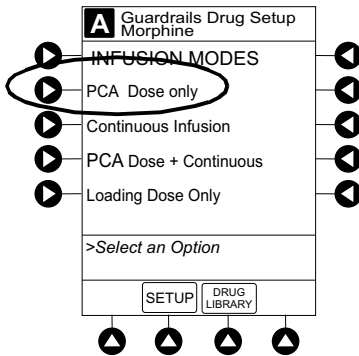 A Guardrails Drug Setup
Morphine
INFUSION MODES
PCA Dose only
Continuous Infusion
PCA Dose + Continuous
Loading Dose Only
>Select an Option
SETUP DRUG
LIBRARY